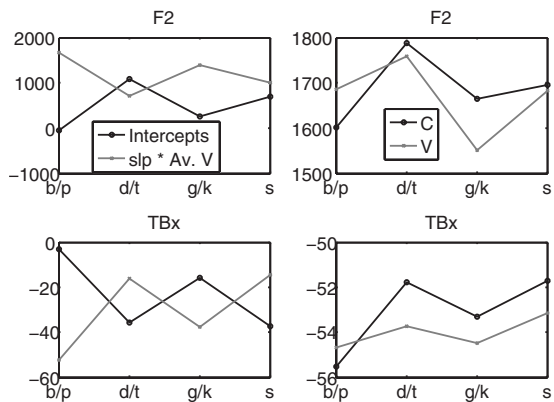 F2
2000
1000
0
−1000
b/p d/t g/k s
Intercepts
slp * Av. V
F2
1800
1700
1600
1500
b/p d/t g/k s
C
V
TBx
0
−20
−40
−60
b/p d/t g/k s
TBx
−50
−52
−54
−56
b/p d/t g/k s